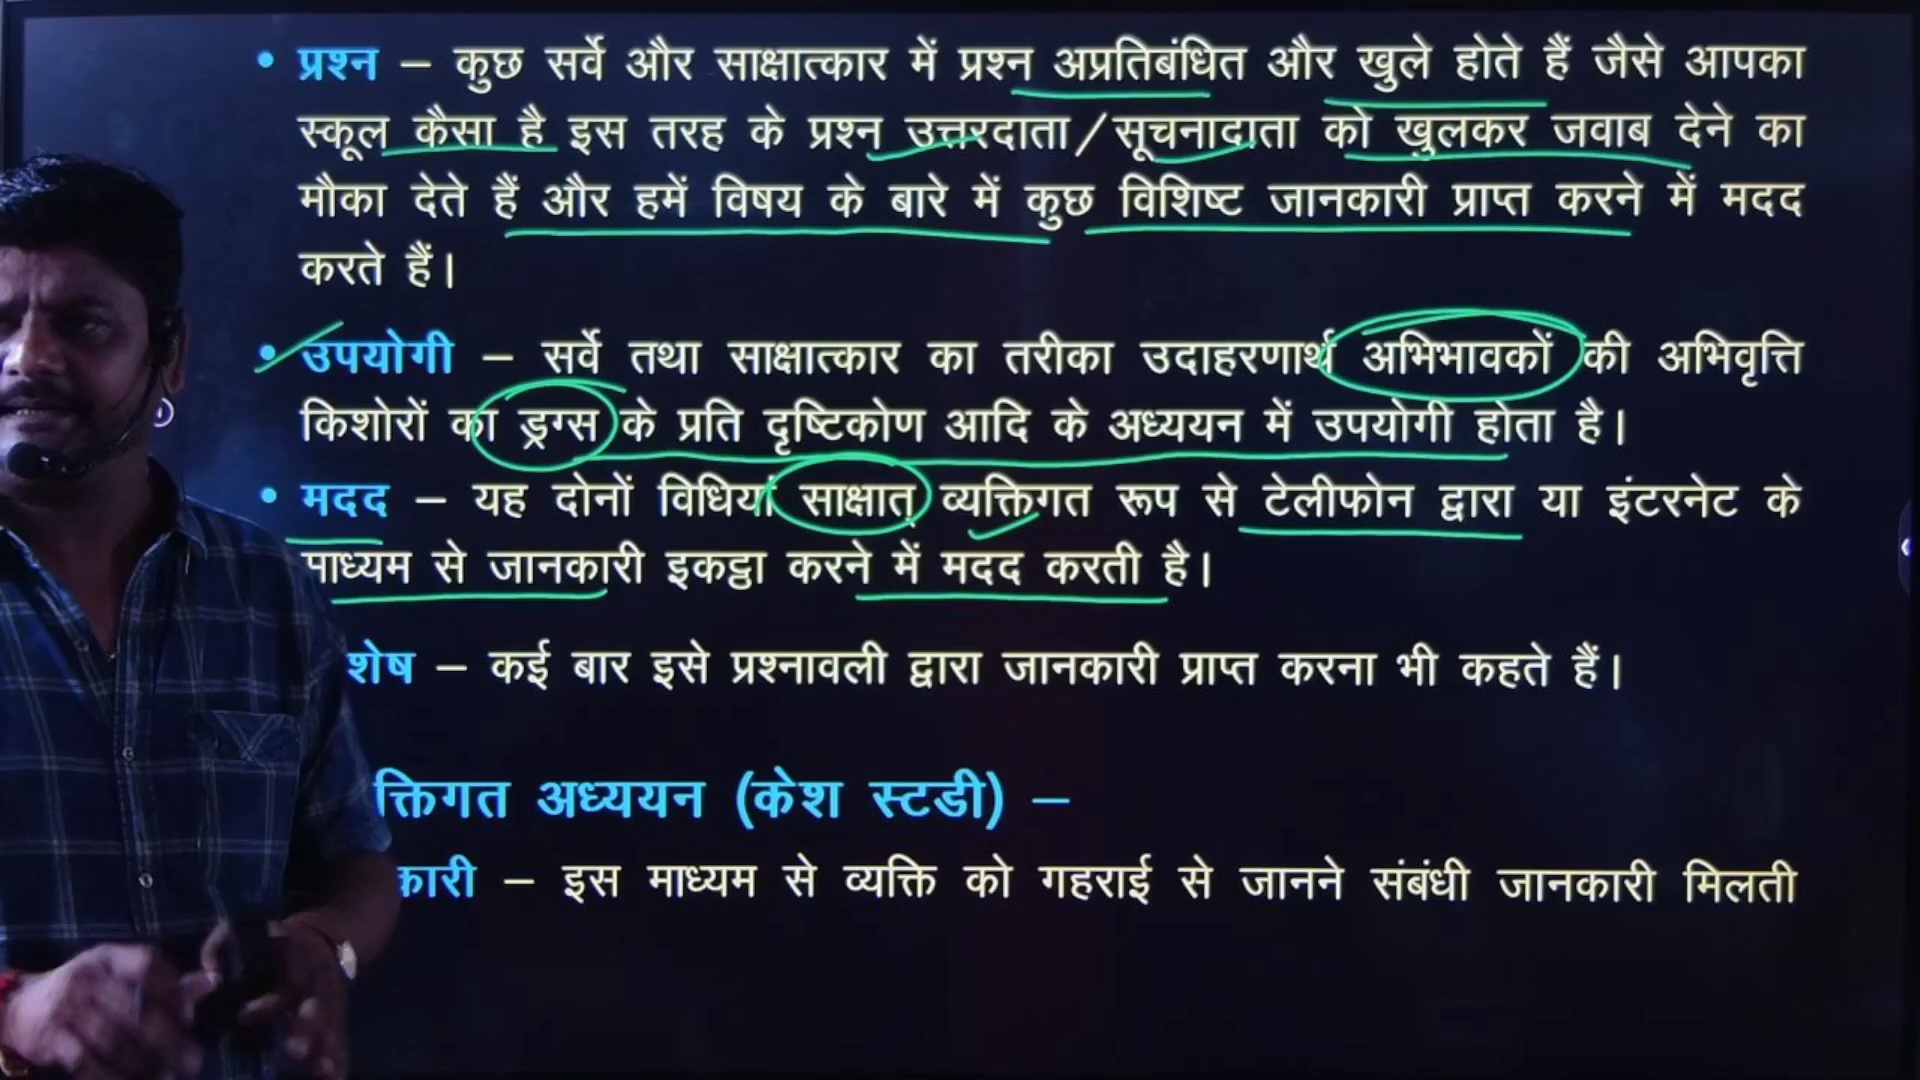 • प्रश्न – कुछ सर्वे और साक्षात्कार में प्रश्न अप्रतिबंधित और खुले होते हैं जैसे आपका
स्कूल कैसा है इस तरह के प्रश्न उत्तरदाता/सूचनादाता को खुलकर जवाब देने का
मौका देते हैं और हमें विषय के बारे में कुछ विशिष्ट जानकारी प्राप्त करने में मदद
करते हैं।
• उपयोगी – सर्वे तथा साक्षात्कार का तरीका उदाहरणार्थ अभिभावकों की अभिवृत्ति
किशोरों का ड्रग्स के प्रति दृष्टिकोण आदि के अध्ययन में उपयोगी होता है।
• मदद – यह दोनों विधियां साक्षात् व्यक्तिगत रूप से टेलीफोन द्वारा या इंटरनेट के
माध्यम से जानकारी इकट्ठा करने में मदद करती है।
शेष – कई बार इसे प्रश्नावली द्वारा जानकारी प्राप्त करना भी कहते हैं।
क्तिगत अध्ययन (केश स्टडी) –
कारी – इस माध्यम से व्यक्ति को गहराई से जानने संबंधी जानकारी मिलती